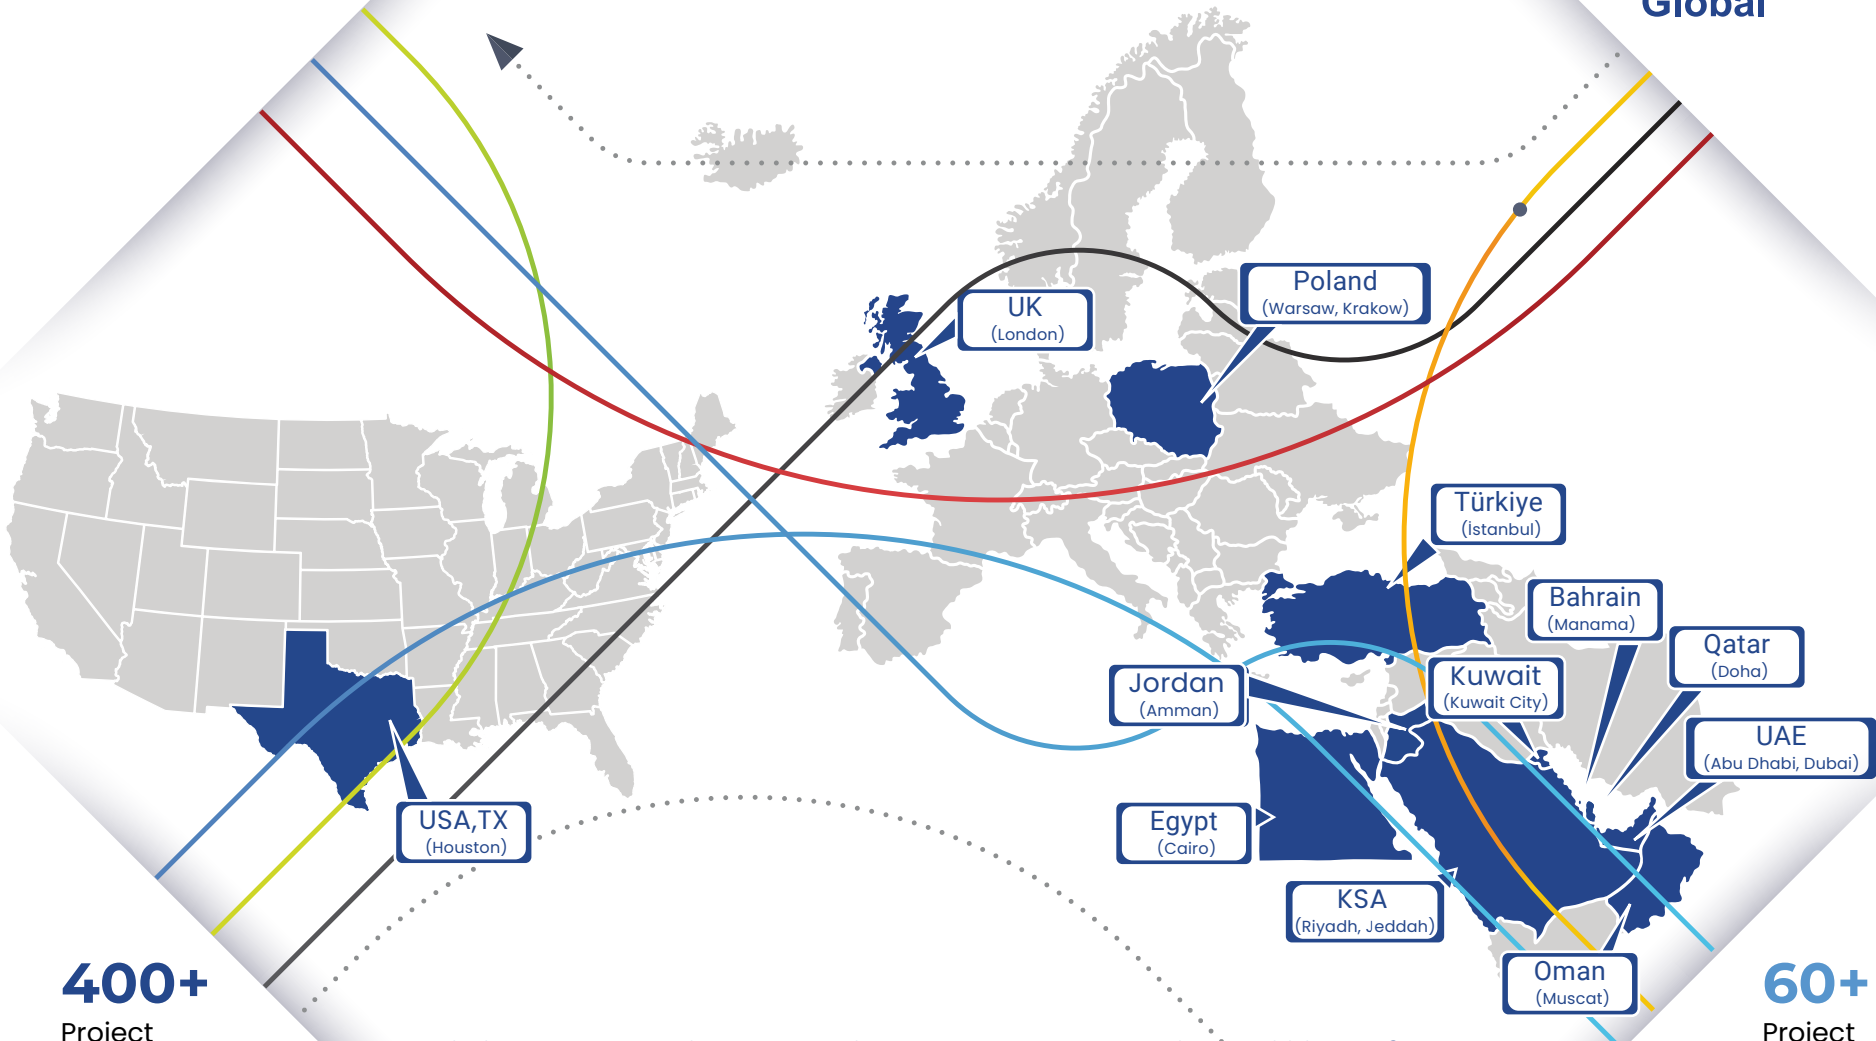 Global
Poland
(Warsaw, Krakow)
UK
(London)
Türkiye
(İstanbul)
Bahrain
(Manama)
Qatar
(Doha)
Kuwait
(Kuwait City)
Jordan
(Amman)
UAE
(Abu Dhabi, Dubai)
USA,TX
(Houston)
Egypt
(Cairo)
KSA
(Riyadh, Jeddah)
Oman
(Muscat)
400+
Project
60+
Project